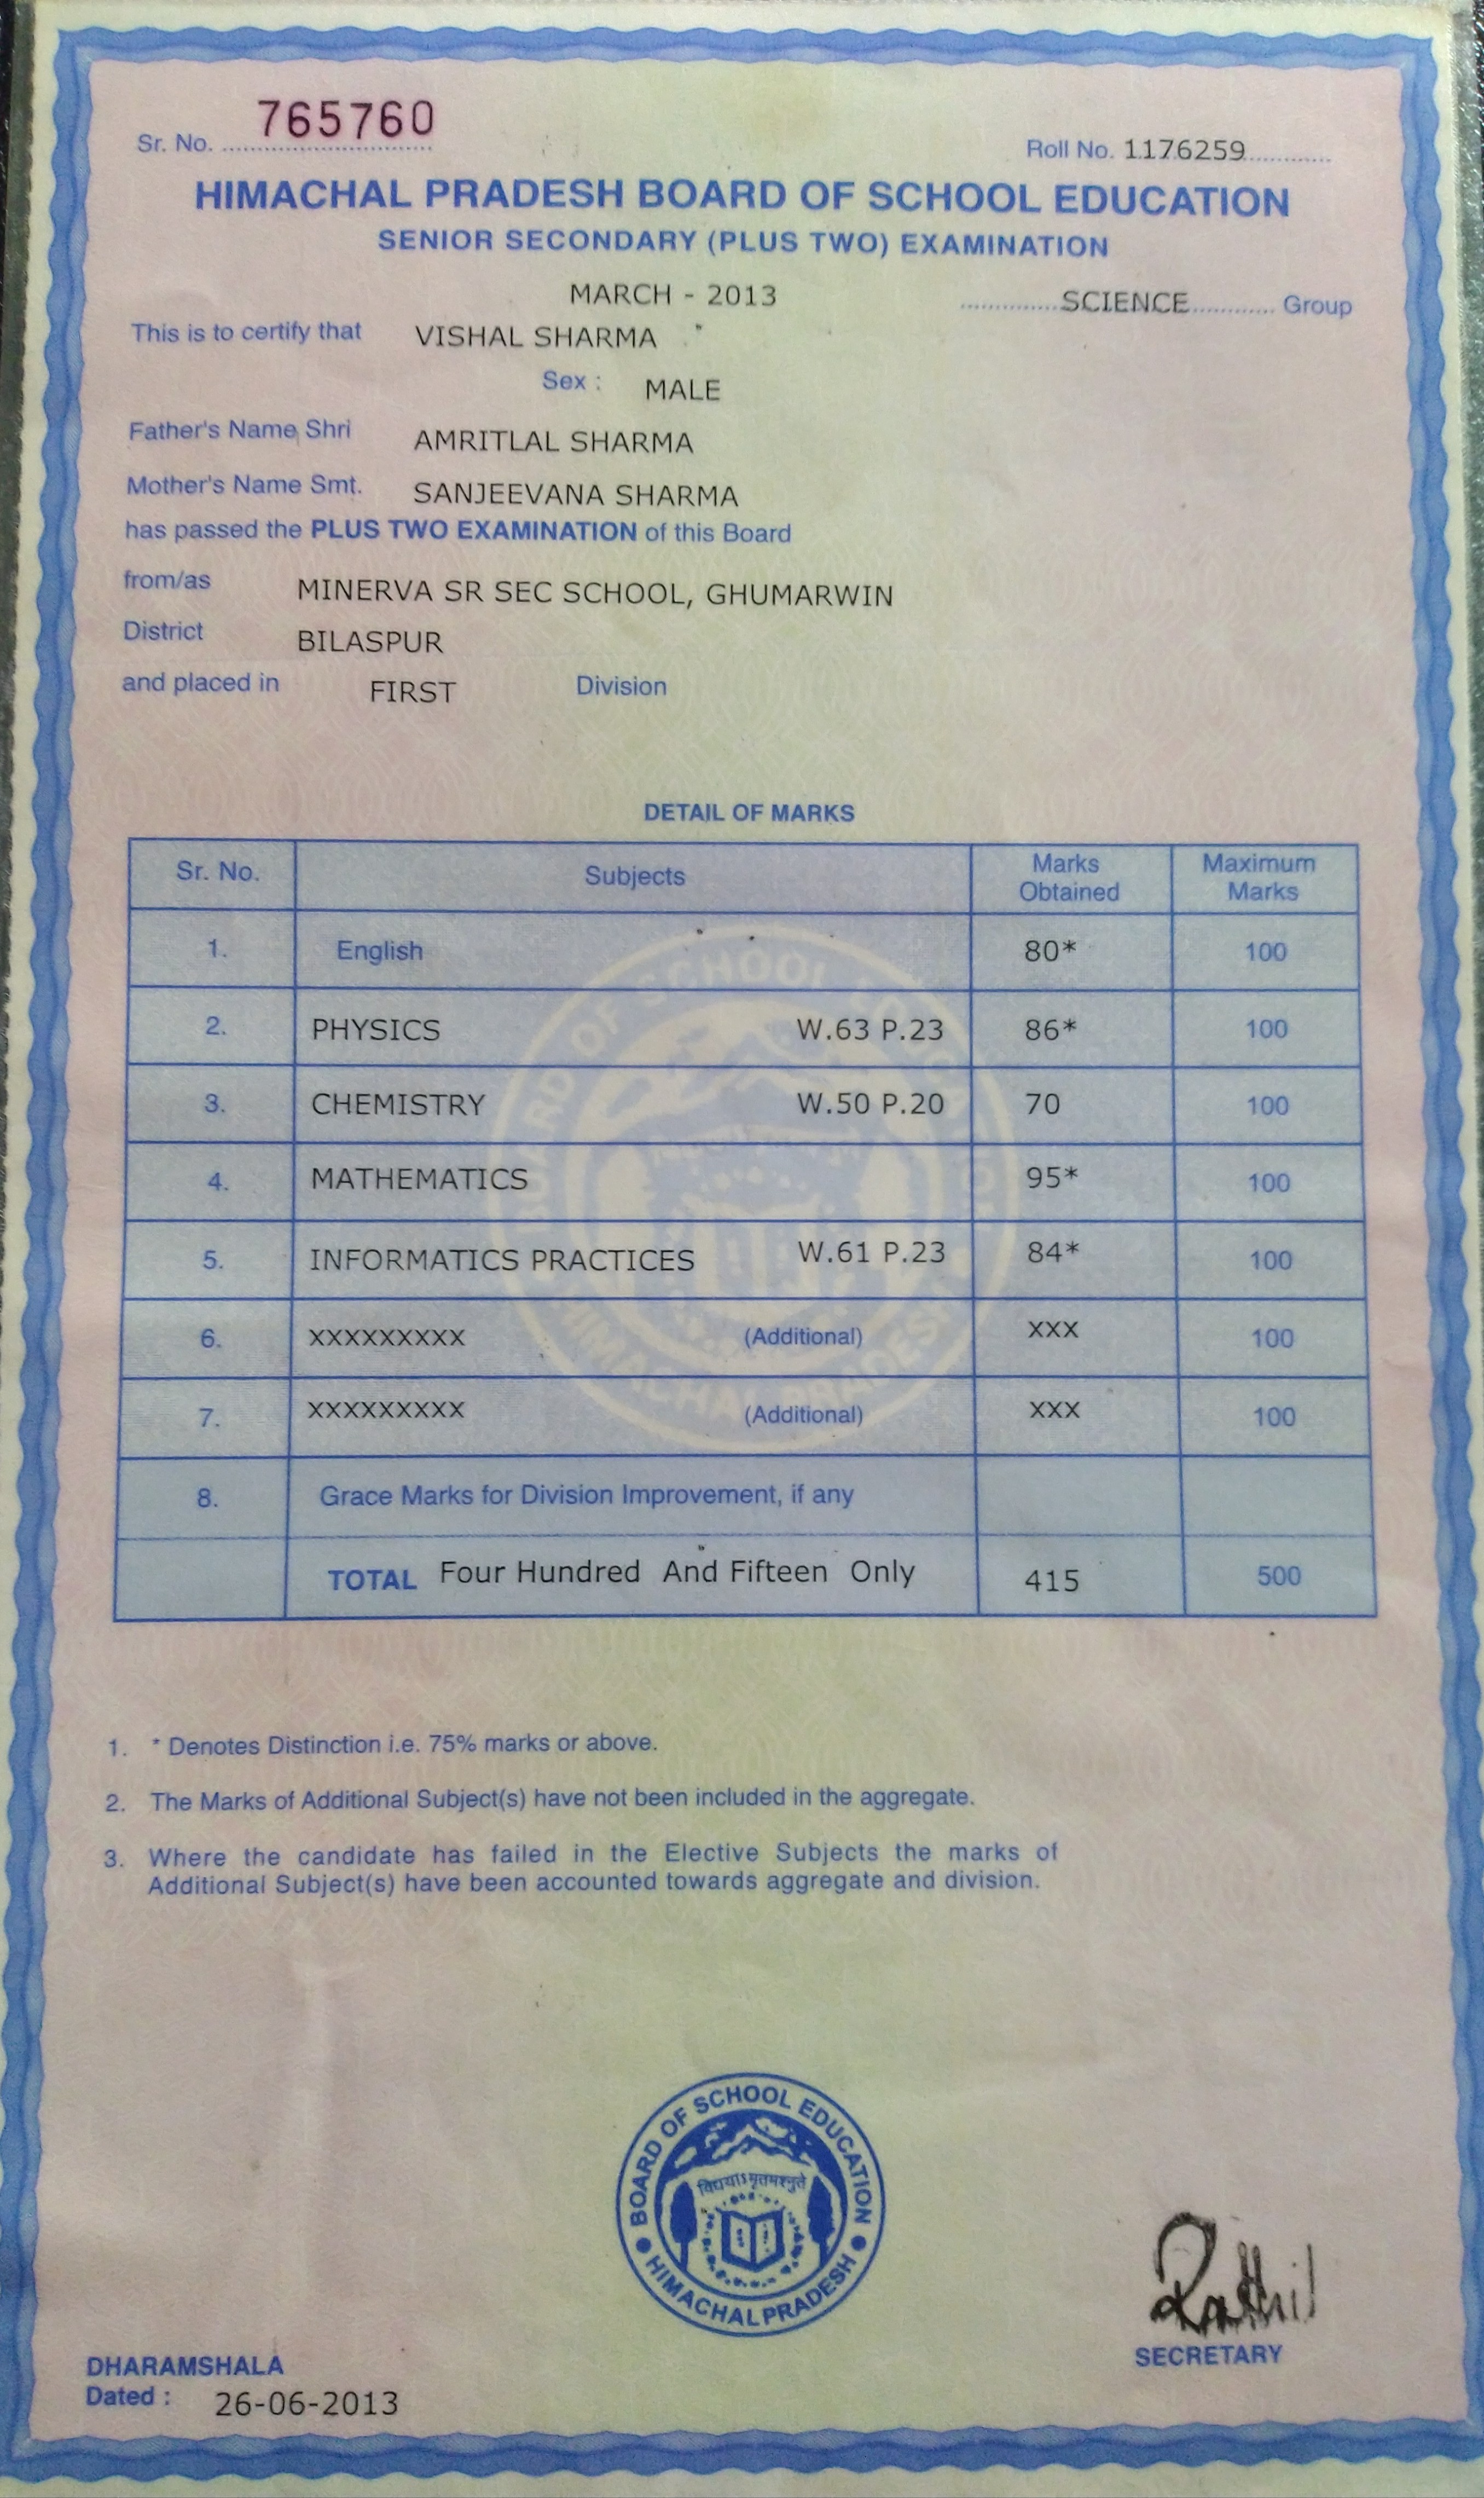 765760
Sr. No. ....................
Roll No. 1176259............
HIMACHAL PRADESH BOARD OF SCHOOL EDUCATION
SENIOR SECONDARY (PLUS TWO) EXAMINATION
MARCH - 2013
..............SCIENCE............ Group
This is to certify that VISHAL SHARMA
Sex : MALE
Father's Name Shri AMRITLAL SHARMA
Mother's Name Smt. SANJEEVANA SHARMA
has passed the PLUS TWO EXAMINATION of this Board
from/as MINERVA SR SEC SCHOOL, GHUMARWIN
District BILASPUR
and placed in FIRST Division
DETAIL OF MARKS
Sr. No. Subjects Marks Obtained Maximum Marks
1. English 80* 100
2. PHYSICS W.63 P.23 86* 100
3. CHEMISTRY W.50 P.20 70 100
4. MATHEMATICS 95* 100
5. INFORMATICS PRACTICES W.61 P.23 84* 100
6. XXXXXXXXX (Additional) XXX 100
7. XXXXXXXXX (Additional) XXX 100
8. Grace Marks for Division Improvement, if any
TOTAL Four Hundred And Fifteen Only 415 500
1. * Denotes Distinction i.e. 75% marks or above.
2. The Marks of Additional Subject(s) have not been included in the aggregate.
3. Where the candidate has failed in the Elective Subjects the marks of
Additional Subject(s) have been accounted towards aggregate and division.
BOARD OF SCHOOL EDUCATION
विद्ययाऽमृतमश्नुते
HIMACHAL PRADESH
SECRETARY
DHARAMSHALA
Dated : 26-06-2013